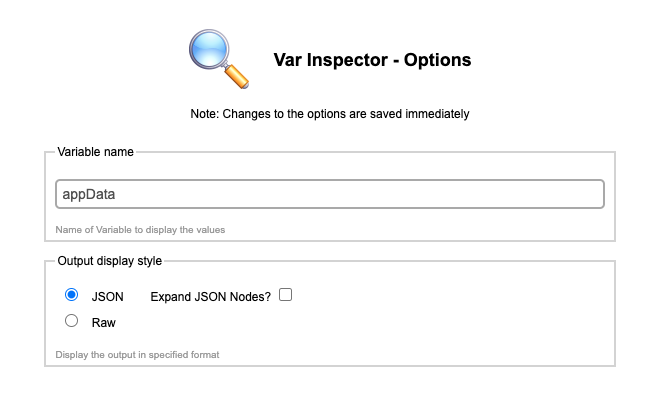 Var Inspector - Options
Note: Changes to the options are saved immediately
Variable name
appData
Name of Variable to display the values
Output display style
JSON Expand JSON Nodes?
Raw
Display the output in specified format